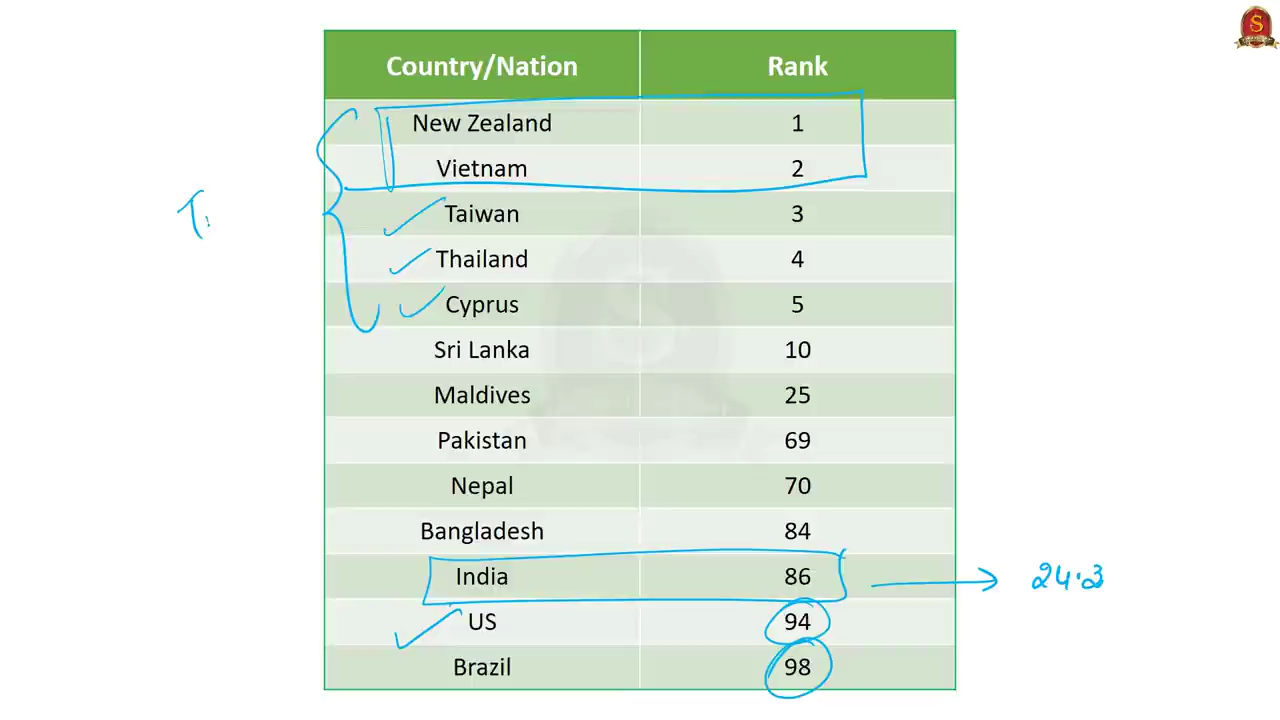 Country/Nation Rank
New Zealand 1
Vietnam 2
Taiwan 3
Thailand 4
Cyprus 5
Sri Lanka 10
Maldives 25
Pakistan 69
Nepal 70
Bangladesh 84
India 86 24.3
US 94
Brazil 98